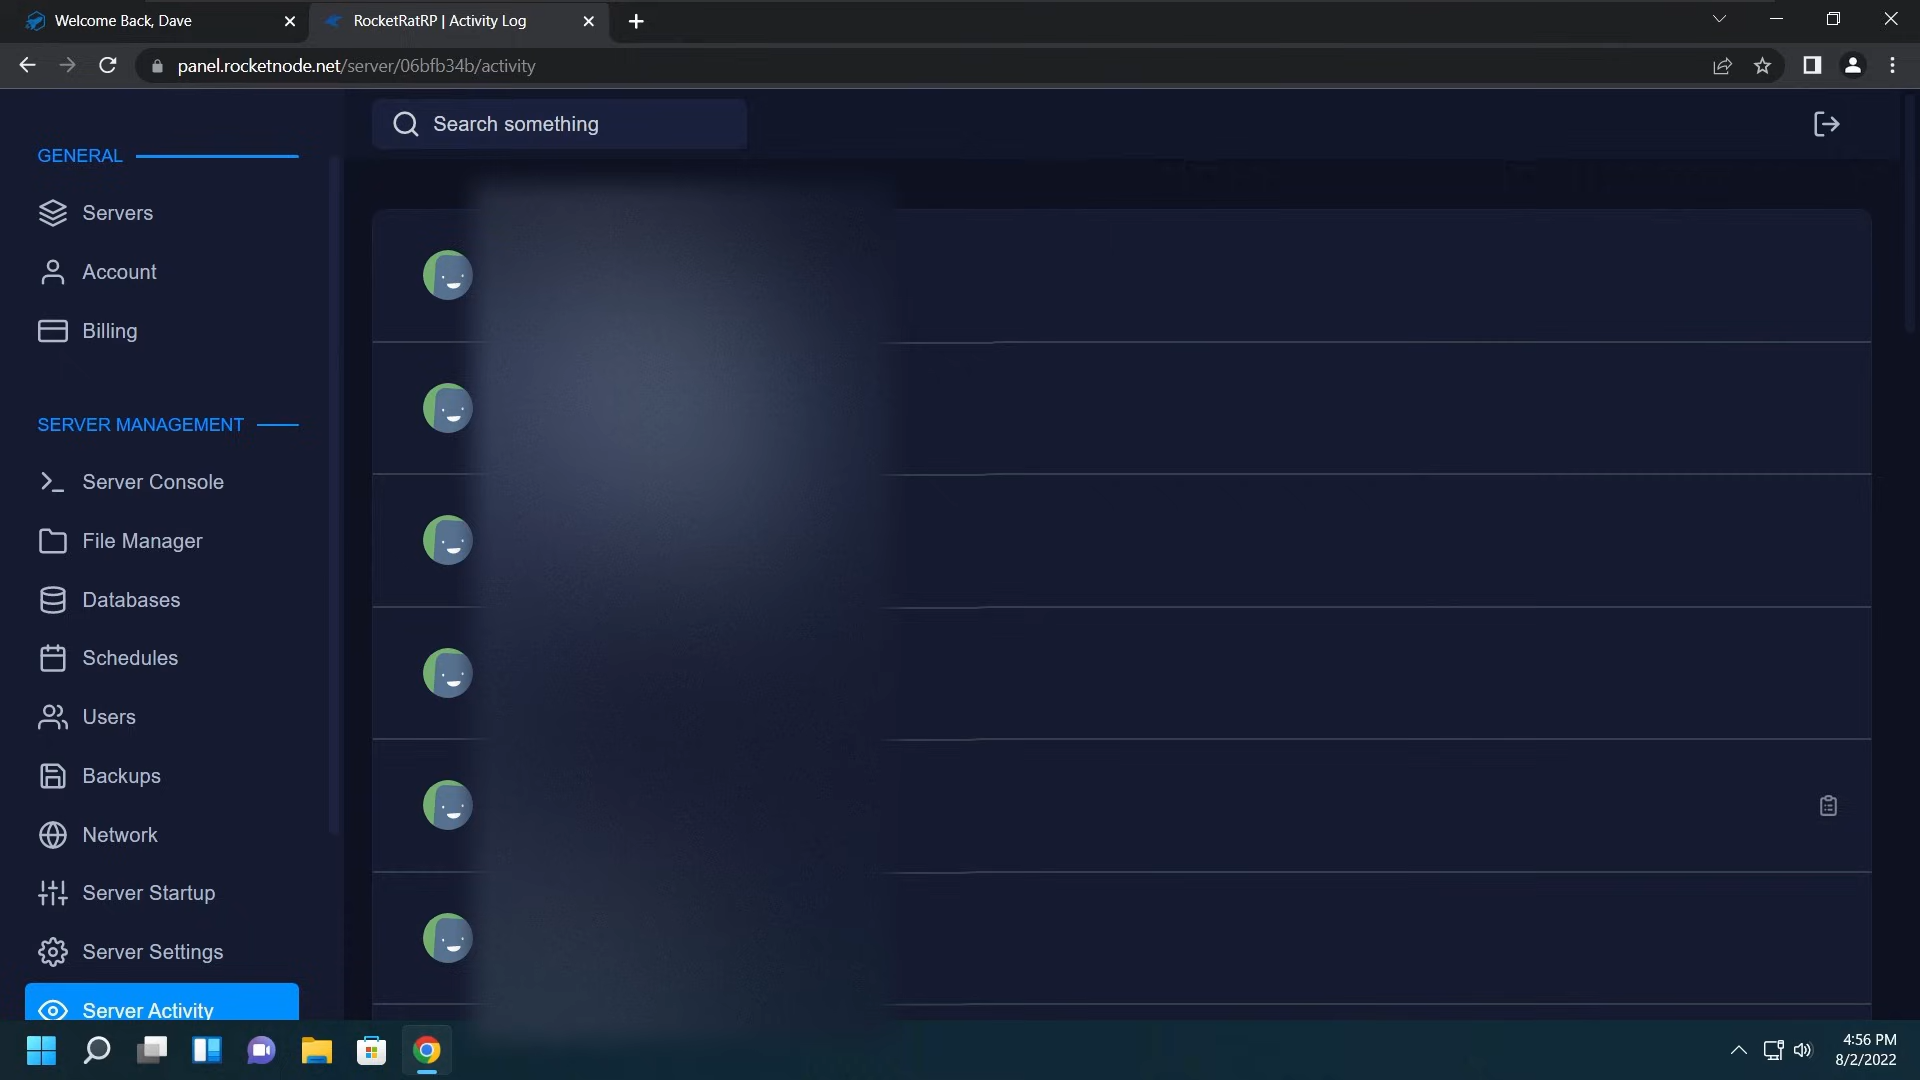 Welcome Back, Dave
RocketRatRP | Activity Log
panel.rocketnode.net/server/06bfb34b/activity
Search something
GENERAL
Servers
Account
Billing
SERVER MANAGEMENT
Server Console
File Manager
Databases
Schedules
Users
Backups
Network
Server Startup
Server Settings
Server Activity
4:56 PM
8/2/2022